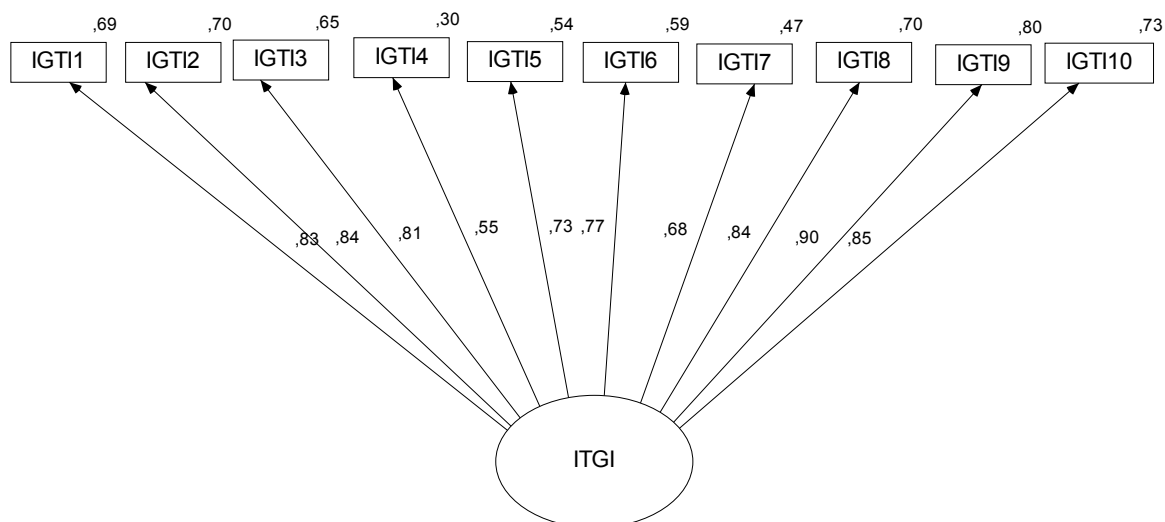 ,69 ,70 ,65 ,30 ,54 ,59 ,47 ,70 ,80 ,73
IGTI1 IGTI2 IGTI3 IGTI4 IGTI5 IGTI6 IGTI7 IGTI8 IGTI9 IGTI10
,83 ,84 ,81 ,55 ,73 ,77 ,68 ,84 ,90 ,85
ITGI